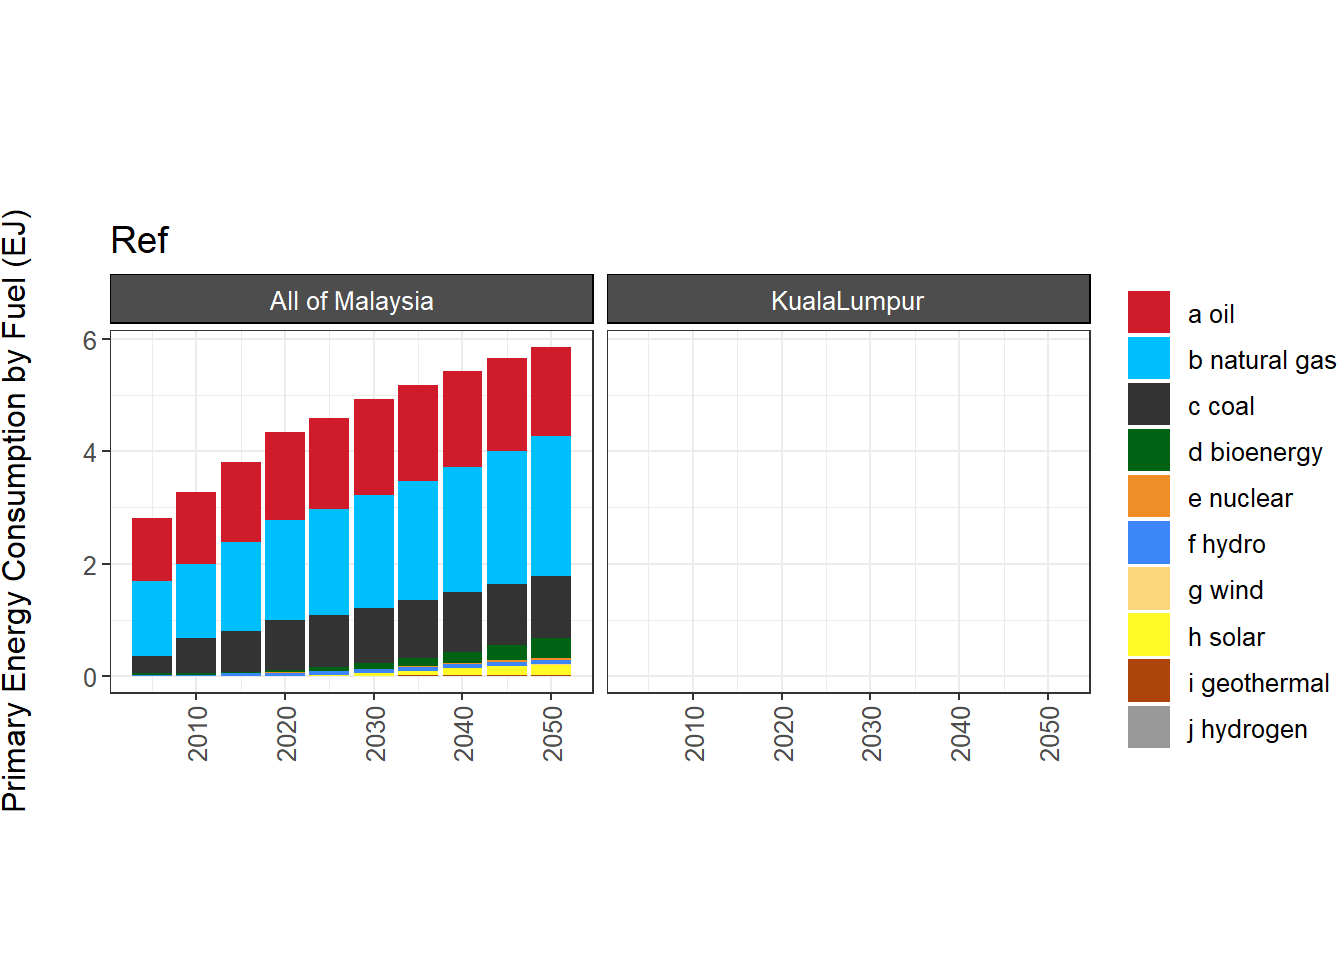 Ref
All of Malaysia
KualaLumpur
Primary Energy Consumption by Fuel (EJ)
6
4
2
0
2010
2020
2030
2040
2050
2010
2020
2030
2040
2050
a oil
b natural gas
c coal
d bioenergy
e nuclear
f hydro
g wind
h solar
i geothermal
j hydrogen